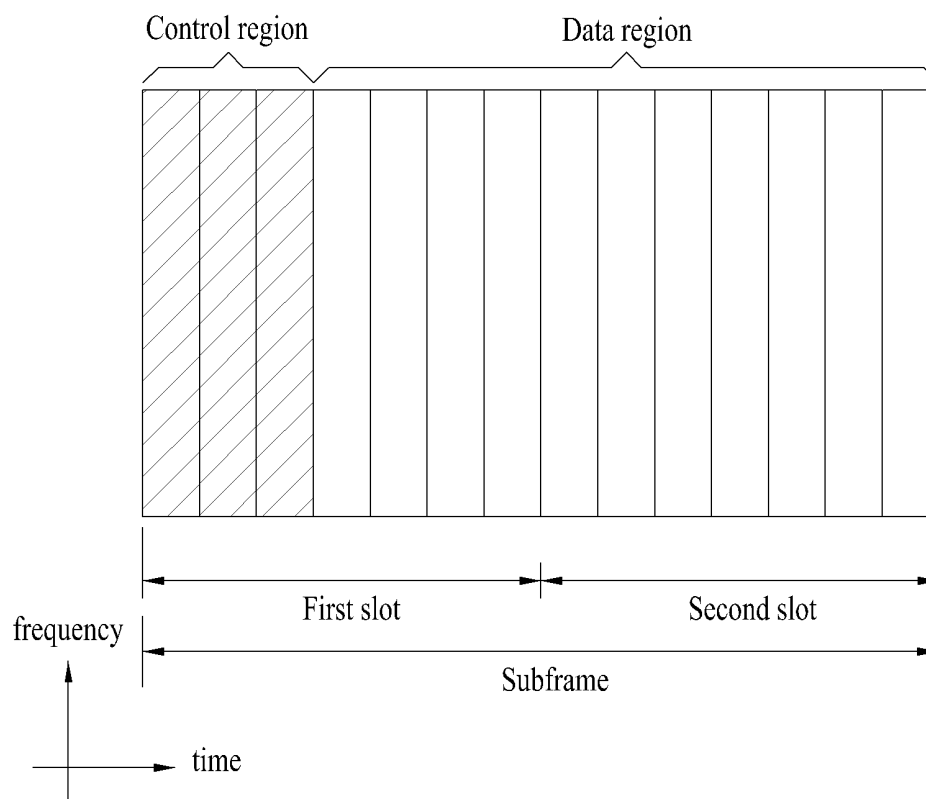 Control region
Data region
First slot
Second slot
frequency
Subframe
time